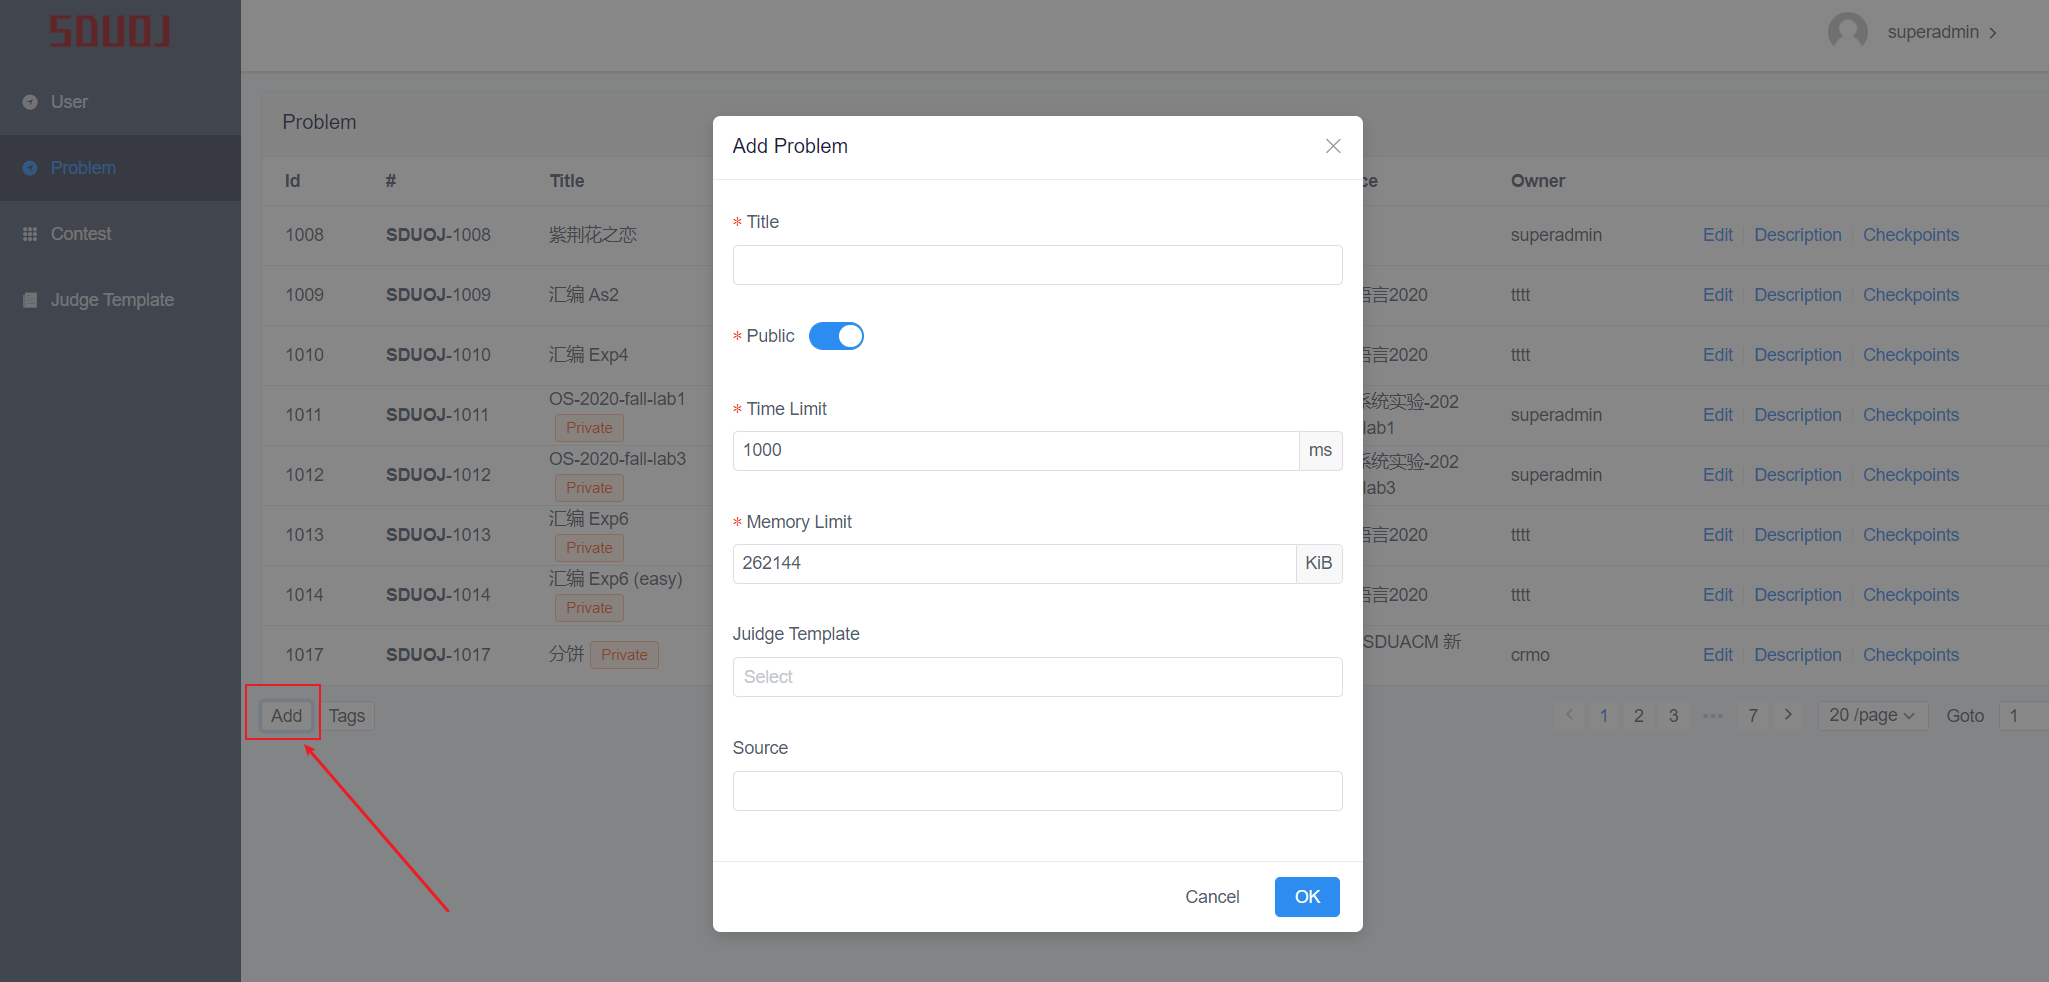 SDUOJ
superadmin
User
Problem
Contest
Judge Template
Problem
Id # Title ce Owner
1008 SDUOJ-1008 紫荆花之恋 superadmin Edit Description Checkpoints
1009 SDUOJ-1009 汇编 As2 语言2020 tttt Edit Description Checkpoints
1010 SDUOJ-1010 汇编 Exp4 语言2020 tttt Edit Description Checkpoints
1011 SDUOJ-1011 OS-2020-fall-lab1 Private 系统实验-202 superadmin Edit Description Checkpoints
lab1
1012 SDUOJ-1012 OS-2020-fall-lab3 Private 系统实验-202 superadmin Edit Description Checkpoints
lab3
1013 SDUOJ-1013 汇编 Exp6 Private 语言2020 tttt Edit Description Checkpoints
1014 SDUOJ-1014 汇编 Exp6 (easy) Private 语言2020 tttt Edit Description Checkpoints
1017 SDUOJ-1017 分饼 Private SDUACM 新 crmo Edit Description Checkpoints
Add Tags
1 2 3 ••• 7 20 /page Goto 1
Add Problem
* Title
* Public
* Time Limit
1000 ms
* Memory Limit
262144 KiB
Juidge Template
Select
Source
Cancel OK